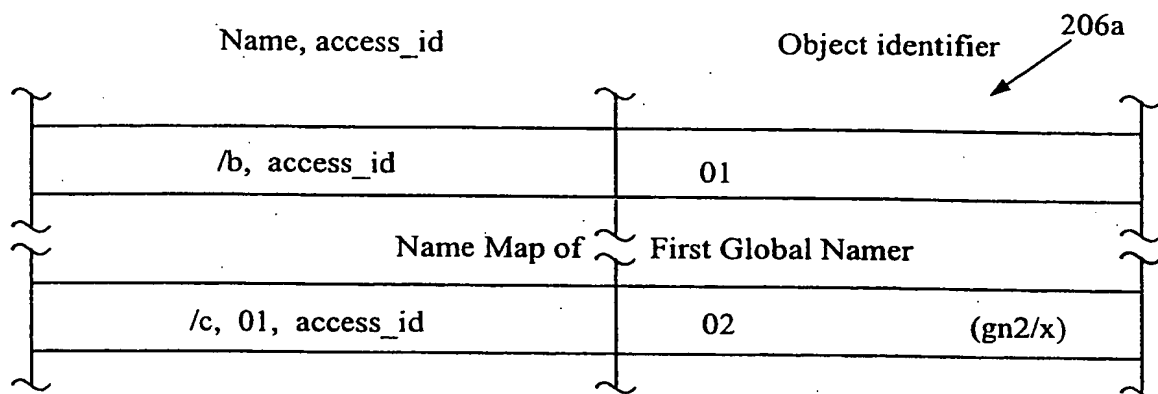 Name, access_id Object identifier 206a
/b, access_id 01
Name Map of First Global Namer
/c, 01, access_id 02 (gn2/x)